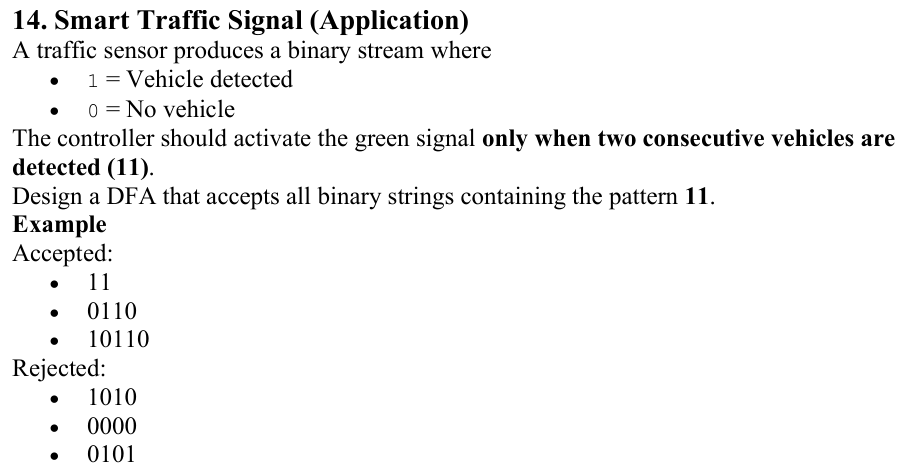 14. Smart Traffic Signal (Application)
A traffic sensor produces a binary stream where
• 1 = Vehicle detected
• 0 = No vehicle
The controller should activate the green signal only when two consecutive vehicles are
detected (11).
Design a DFA that accepts all binary strings containing the pattern 11.
Example
Accepted:
• 11
• 0110
• 10110
Rejected:
• 1010
• 0000
• 0101